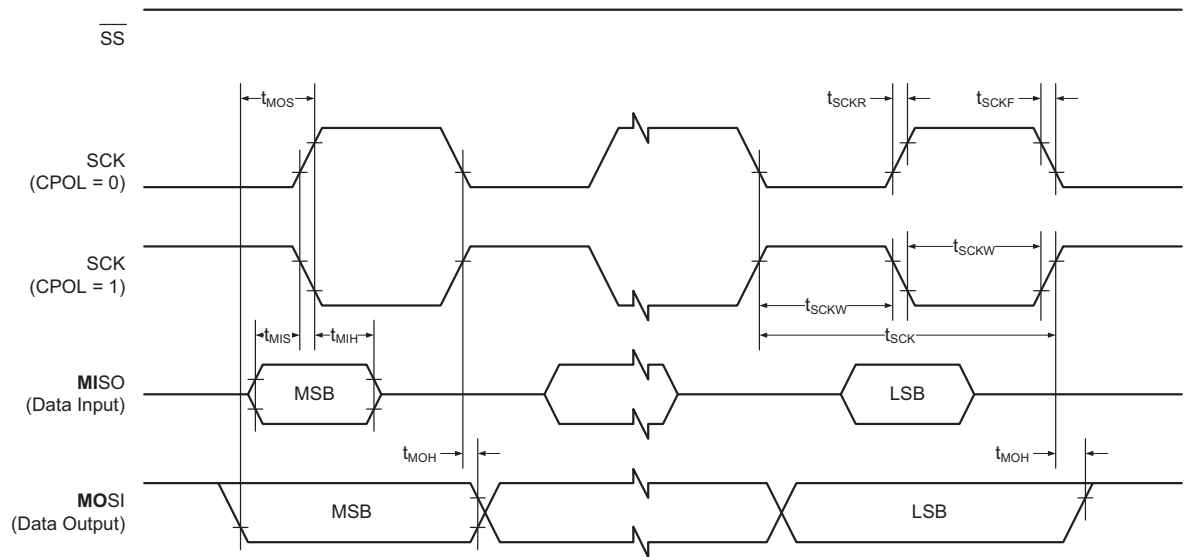 SS
tMOS
tSCKR
tSCKF
SCK
(CPOL = 0)
SCK
(CPOL = 1)
tSCKW
tSCKW
tMIS
tMIH
tSCK
MISO
(Data Input)
MSB
LSB
tMOH
tMOH
MOSI
(Data Output)
MSB
LSB